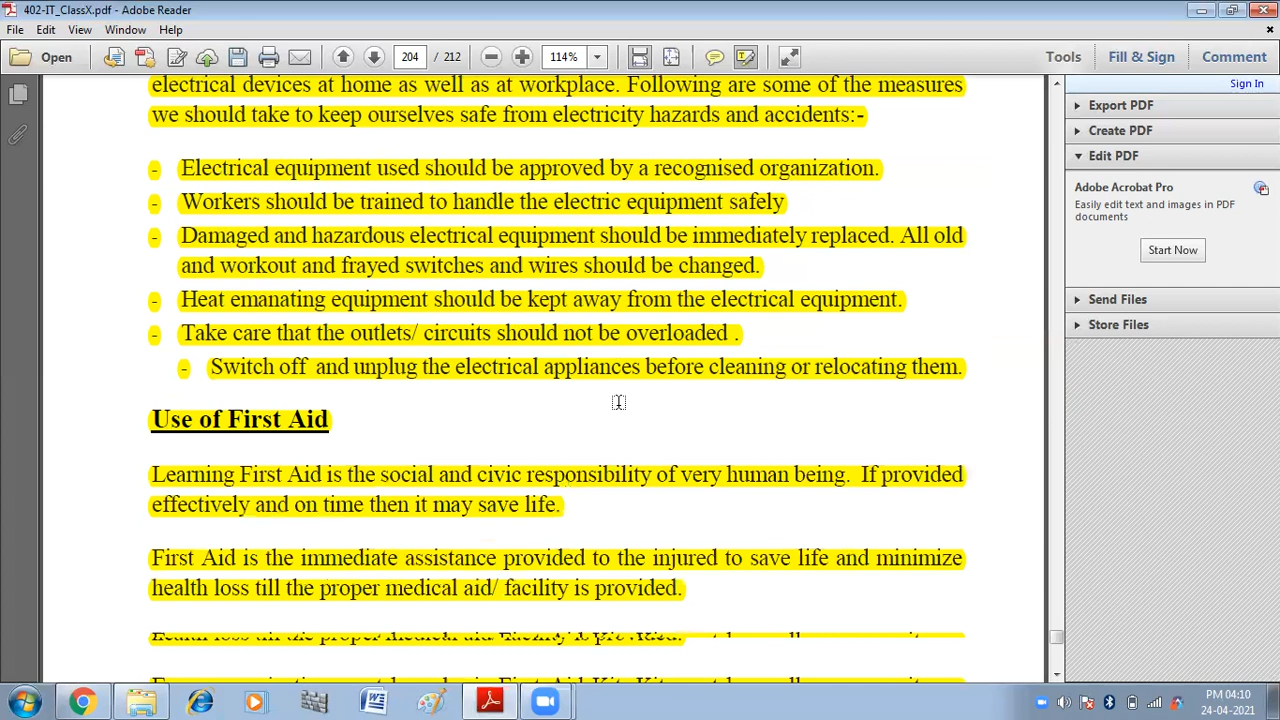 402-IT_ClassX.pdf - Adobe Reader
File Edit View Window Help
Open 204 / 212 114% Tools Fill & Sign Comment
Sign In
electrical devices at home as well as at workplace. Following are some of the measures
we should take to keep ourselves safe from electricity hazards and accidents:-
- Electrical equipment used should be approved by a recognised organization.
- Workers should be trained to handle the electric equipment safely
- Damaged and hazardous electrical equipment should be immediately replaced. All old
and workout and frayed switches and wires should be changed.
- Heat emanating equipment should be kept away from the electrical equipment.
- Take care that the outlets/ circuits should not be overloaded .
- Switch off and unplug the electrical appliances before cleaning or relocating them.
Use of First Aid
Learning First Aid is the social and civic responsibility of very human being. If provided
effectively and on time then it may save life.
First Aid is the immediate assistance provided to the injured to save life and minimize
health loss till the proper medical aid/ facility is provided.
Export PDF
Create PDF
Edit PDF
Adobe Acrobat Pro
Easily edit text and images in PDF
documents
Start Now
Send Files
Store Files
PM 04:10
24-04-2021